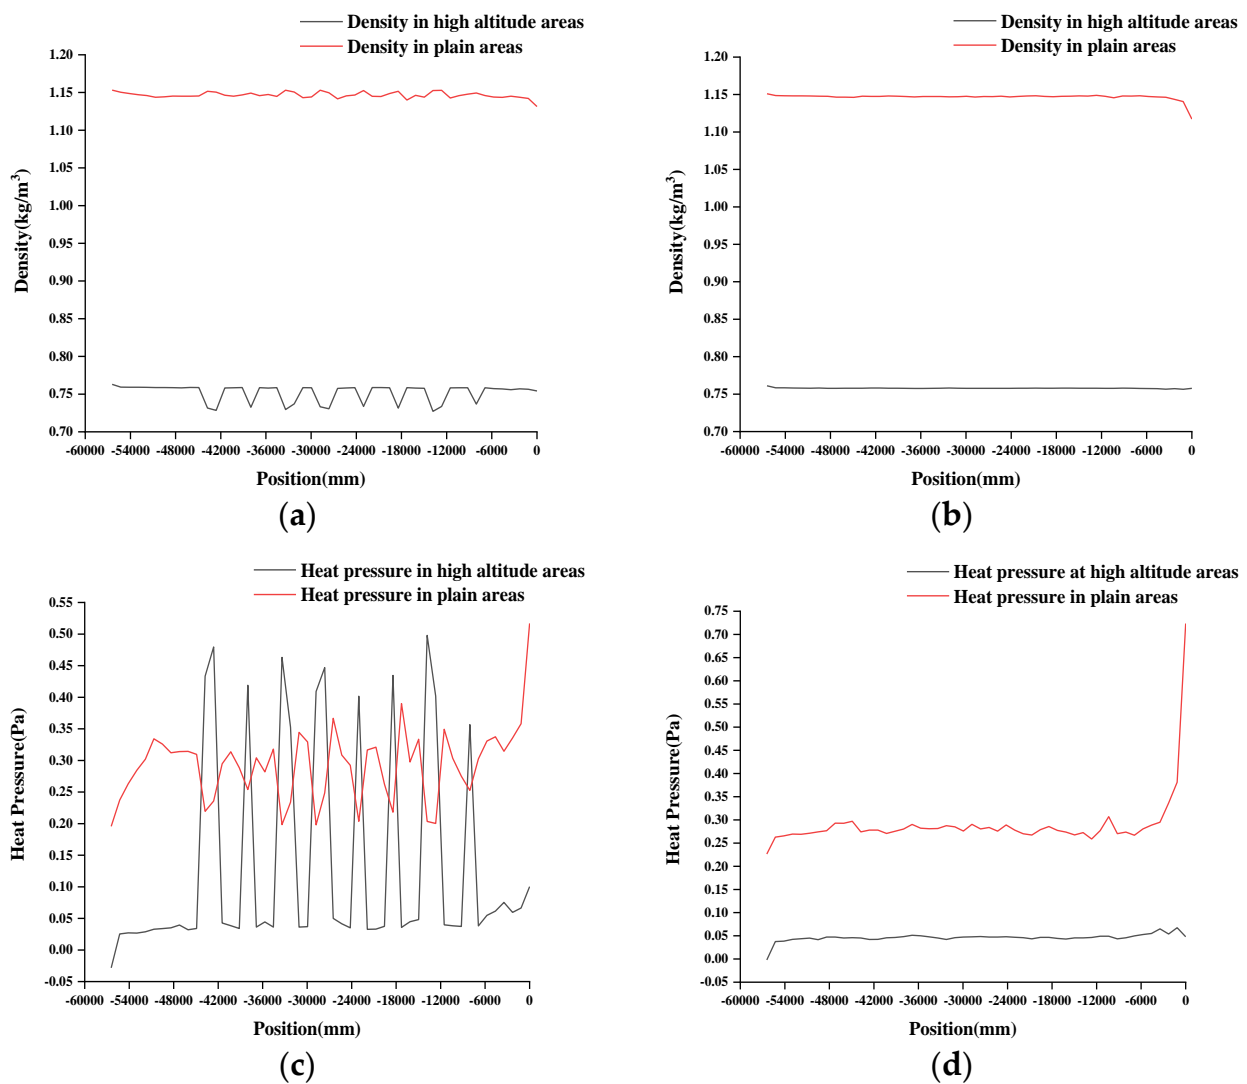 Density in high altitude areas
Density in plain areas
1.20
1.15
1.10
1.05
1.00
0.95
0.90
0.85
0.80
0.75
0.70
Density(kg/m³)
-60000 -54000 -48000 -42000 -36000 -30000 -24000 -18000 -12000 -6000 0
Position(mm)
(a)
Density in high altitude areas
Density in plain areas
1.20
1.15
1.10
1.05
1.00
0.95
0.90
0.85
0.80
0.75
0.70
Density(kg/m³)
-60000 -54000 -48000 -42000 -36000 -30000 -24000 -18000 -12000 -6000 0
Position(mm)
(b)
Heat pressure in high altitude areas
Heat pressure in plain areas
0.55
0.50
0.45
0.40
0.35
0.30
0.25
0.20
0.15
0.10
0.05
0.00
-0.05
Heat Pressure(Pa)
-60000 -54000 -48000 -42000 -36000 -30000 -24000 -18000 -12000 -6000 0
Position(mm)
(c)
Heat pressure at high altitude areas
Heat pressure in plain areas
0.75
0.70
0.65
0.60
0.55
0.50
0.45
0.40
0.35
0.30
0.25
0.20
0.15
0.10
0.05
0.00
-0.05
Heat Pressure(Pa)
-60000 -54000 -48000 -42000 -36000 -30000 -24000 -18000 -12000 -6000 0
Position(mm)
(d)